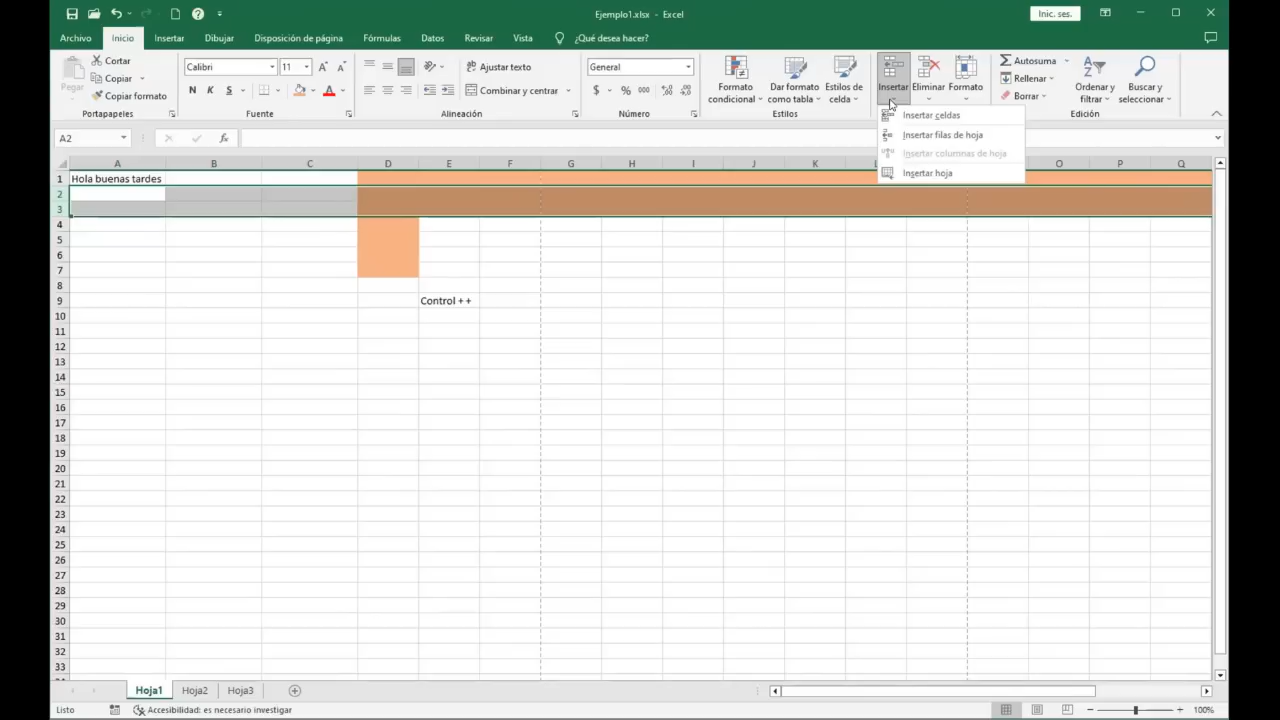 Ejemplo1.xlsx - Excel
Inic. ses.
Archivo Inicio Insertar Dibujar Disposición de página Fórmulas Datos Revisar Vista ¿Qué desea hacer?
Pegar
Cortar
Copiar
Copiar formato
Portapapeles
Calibri 11
N K S
Fuente
Ajustar texto
Combinar y centrar
Alineación
General
$ % 000
Número
Formato condicional
Dar formato como tabla
Estilos de celda
Estilos
Insertar
Eliminar
Formato
Autosuma
Rellenar
Borrar
Ordenar y filtrar
Buscar y seleccionar
Edición
Insertar celdas
Insertar filas de hoja
Insertar columnas de hoja
Insertar hoja
A2
fx
A B C D E F G H I J K L O P Q
1 Hola buenas tardes
2
3
4
5
6
7
8
9 Control + +
10
11
12
13
14
15
16
17
18
19
20
21
22
23
24
25
26
27
28
29
30
31
32
33
Hoja1 Hoja2 Hoja3
Listo
Accesibilidad: es necesario investigar
100%